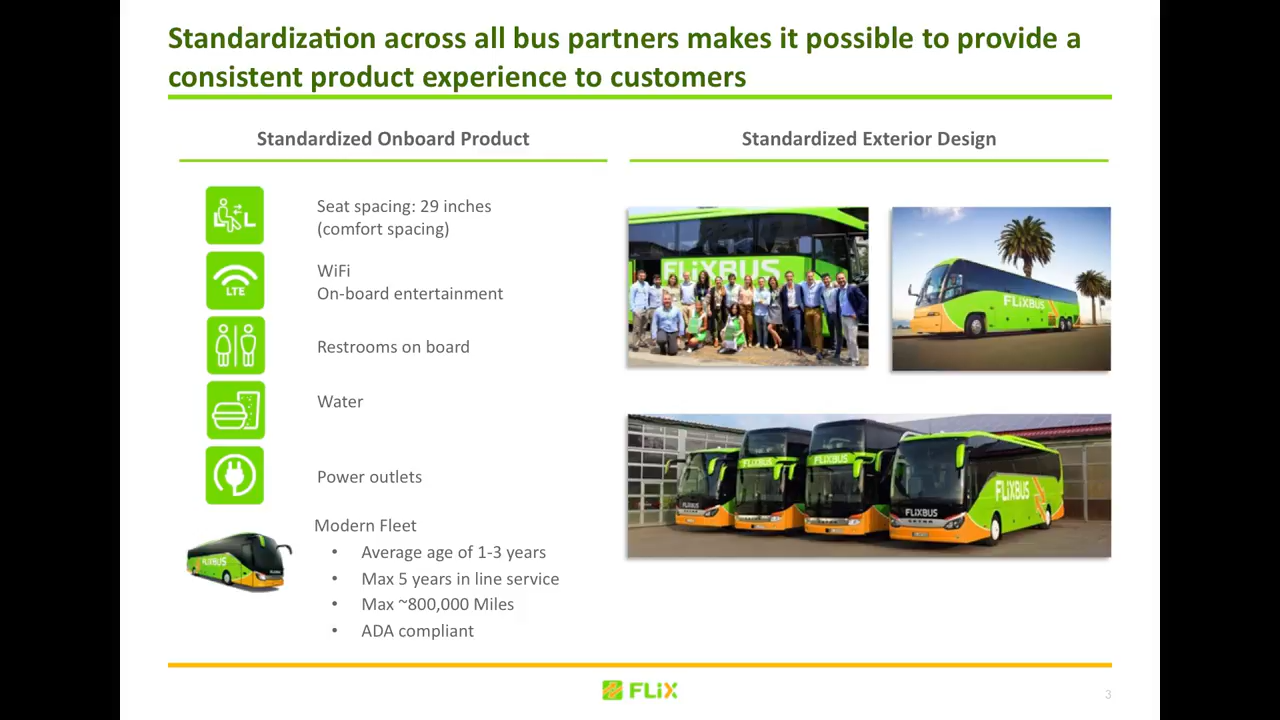 Standardization across all bus partners makes it possible to provide a
consistent product experience to customers
Standardized Onboard Product
Seat spacing: 29 inches
(comfort spacing)
LTE
WiFi
On-board entertainment
Restrooms on board
Water
Power outlets
FLiXBUS
Modern Fleet
• Average age of 1-3 years
• Max 5 years in line service
• Max ~800,000 Miles
• ADA compliant
Standardized Exterior Design
FLiXBUS
FLiXBUS
FLiXBUS
FLiXBUS
FLiXBUS
FLiXBUS
SETRA
FLiX
3